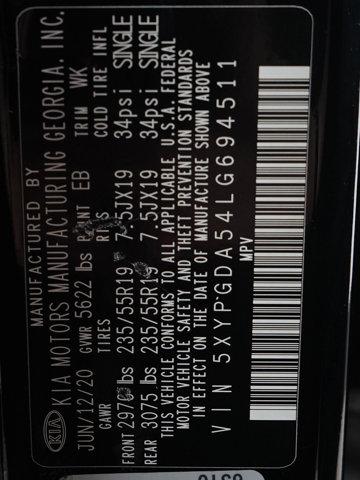 MANUFACTURED BY
KIA KIA MOTORS MANUFACTURING GEORGIA. INC.
JUN/12/20 GVWR 5622 lbs PAINT EB TRIM WK
GAWR TIRES RIMS COLD TIRE INFL
FRONT lbs 235/55R19 7.5JX19 34psi SINGLE
REAR 3075 lbs 235/55R19 7.5JX19 34psi SINGLE
THIS VEHICLE CONFORMS TO ALL APPLICABLE U.S.A. FEDERAL
MOTOR VEHICLE SAFETY AND THEFT PREVENTION STANDARDS
IN EFFECT ON THE DATE OF MANUFACTURE SHOWN ABOVE
VIN 5XYPGDA54LG694511
MPV